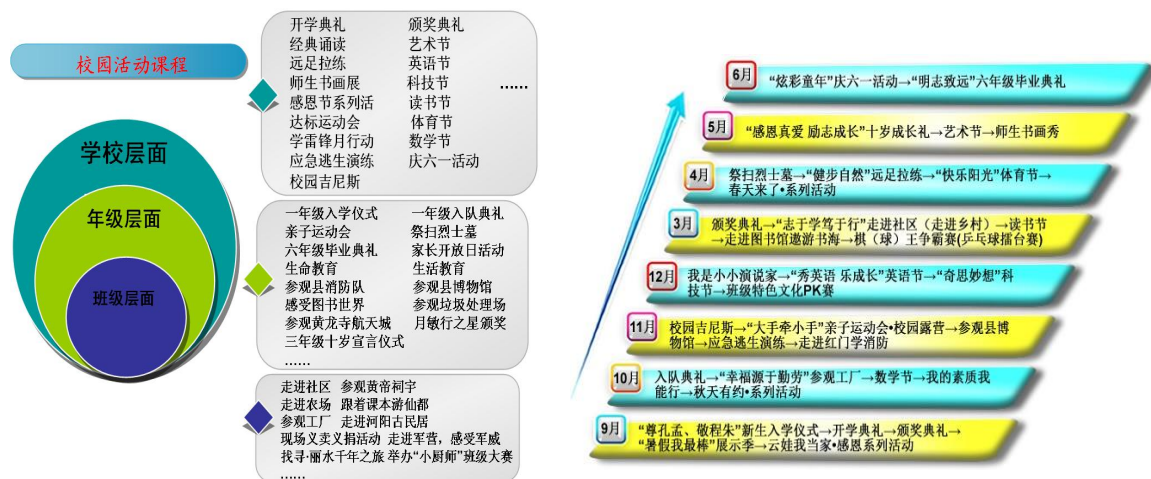 校园活动课程
学校层面
年级层面
班级层面
开学典礼 颁奖典礼
经典诵读 艺术节
远足拉练 英语节
师生书画展 科技节 ……
感恩节系列活 读书节
达标运动会 体育节
学雷锋月行动 数学节
应急逃生演练 庆六一活动
校园吉尼斯
一年级入学仪式 一年级入队典礼
亲子运动会 祭扫烈士墓
六年级毕业典礼 家长开放日活动
生命教育 生活教育
参观县消防队 参观县博物馆
感受图书世界 参观垃圾处理场
参观黄龙寺航天城 月敏行之星颁奖
三年级十岁宣言仪式
……
走进社区 参观黄帝祠宇
走进农场 跟着课本游仙都
参观工厂 走进河阳古民居
现场义卖义捐活动 走进军营，感受军威
找寻·丽水千年之旅 举办“小厨师”班级大赛
……
6月
“炫彩童年”庆六一活动→“明志致远”六年级毕业典礼
5月
“感恩真爱 励志成长”十岁成长礼→艺术节→师生书画秀
4月
祭扫烈士墓→“健步自然”远足拉练→“快乐阳光”体育节→
春天来了•系列活动
3月
颁奖典礼→“志于学笃于行”走进社区（走进乡村）→读书节
→走进图书馆遨游书海→棋（球）王争霸赛(乒乓球擂台赛)
12月
我是小小演说家→“秀英语 乐成长”英语节→“奇思妙想”科
技节→班级特色文化PK赛
11月
校园吉尼斯→“大手牵小手”亲子运动会•校园露营→参观县博
物馆→应急逃生演练→走进红门学消防
10月
入队典礼→“幸福源于勤劳”参观工厂→数学节→我的素质我
能行→秋天有约•系列活动
9月
“尊孔孟、敬程朱”新生入学仪式→开学典礼→颁奖典礼→
“暑假我最棒”展示季→云娃我当家•感恩系列活动